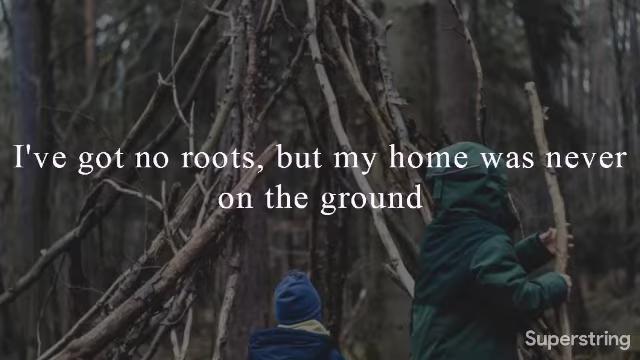 I've got no roots, but my home was never
on the ground
Superstring